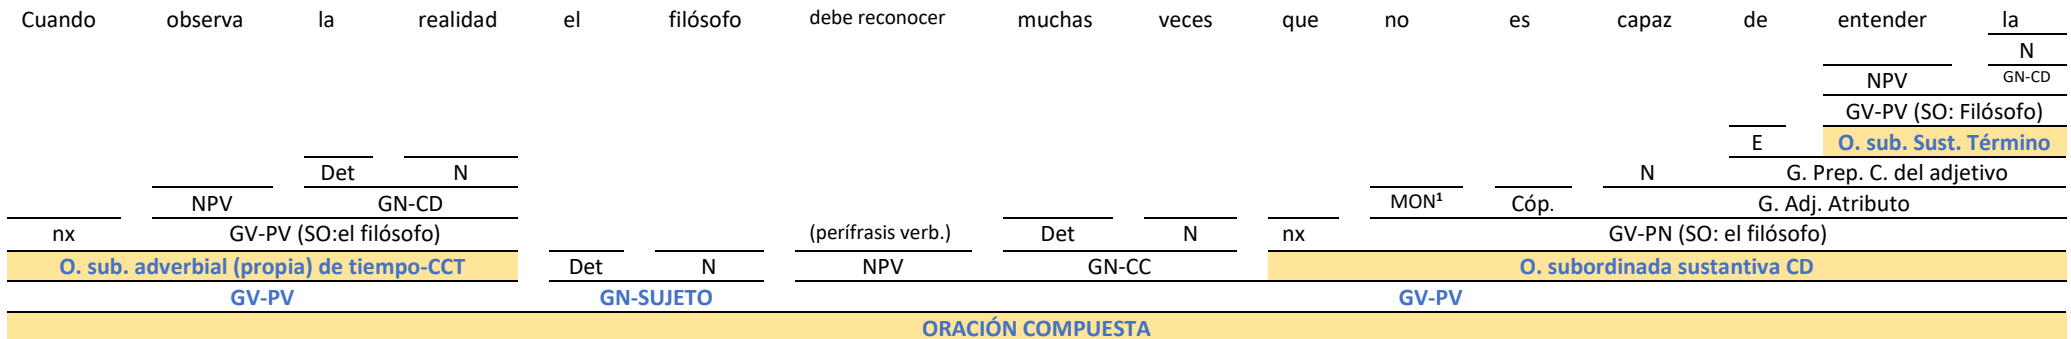 Cuando observa la realidad el filósofo debe reconocer muchas veces que no es capaz de entender la
N
NPV GN-CD
GV-PV (SO: Filósofo)
E O. sub. Sust. Término
Det N N G. Prep. C. del adjetivo
NPV GN-CD MON¹ Cóp. G. Adj. Atributo
nx GV-PV (SO:el filósofo) (perífrasis verb.) Det N nx GV-PN (SO: el filósofo)
O. sub. adverbial (propia) de tiempo-CCT Det N NPV GN-CC O. subordinada sustantiva CD
GV-PV GN-SUJETO GV-PV
ORACIÓN COMPUESTA